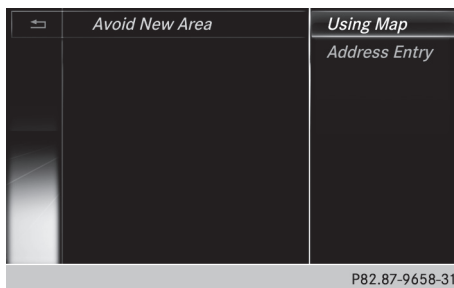 Avoid New Area
Using Map
Address Entry
P82.87-9658-31